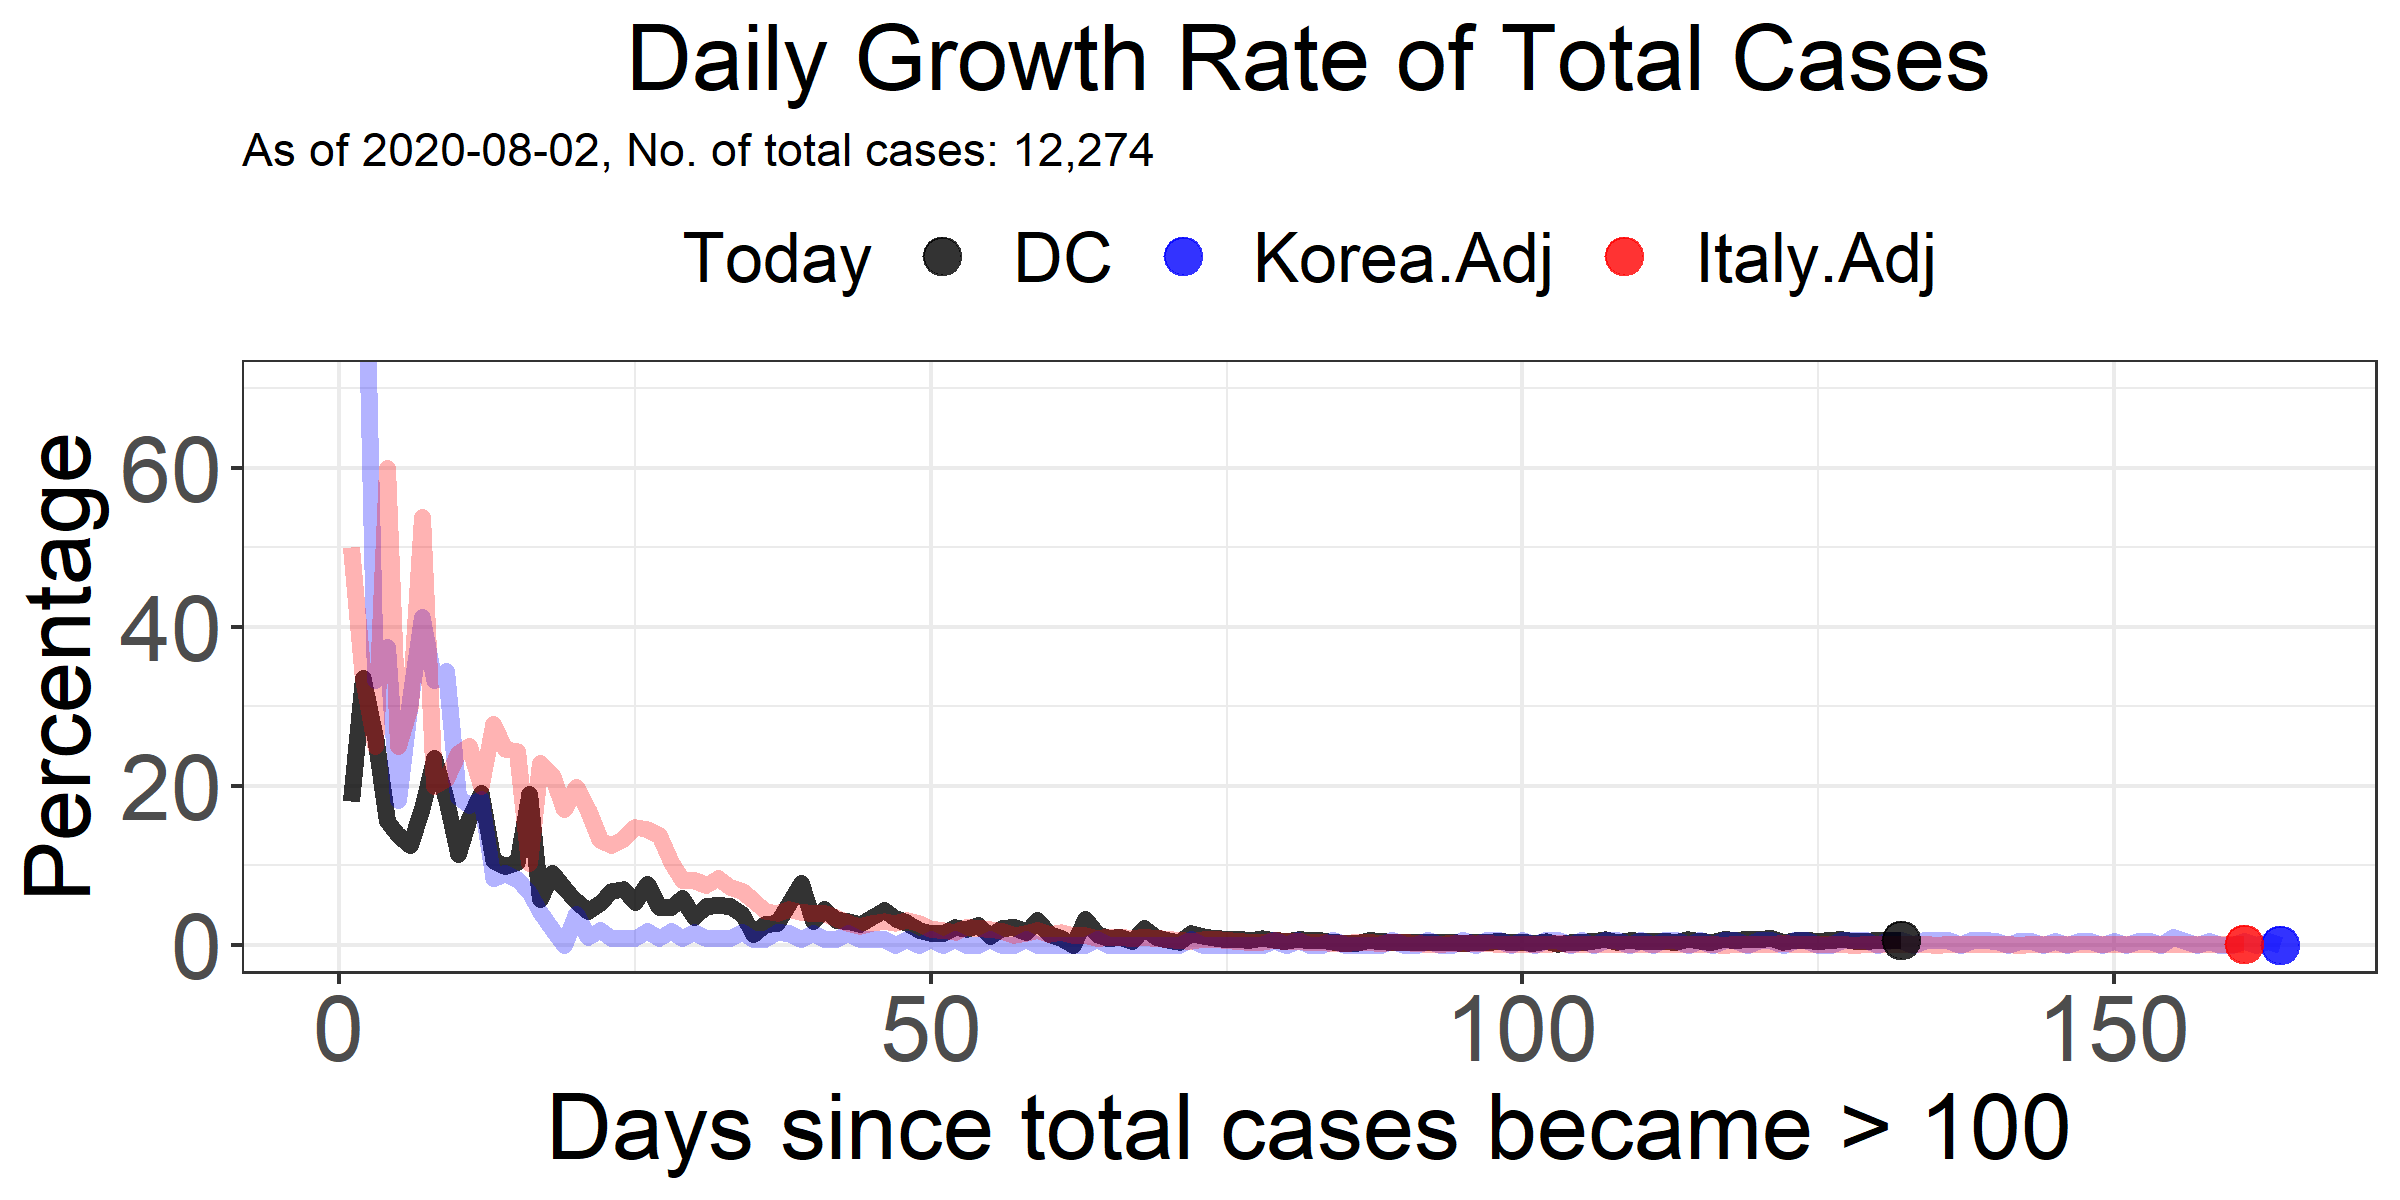 Daily Growth Rate of Total Cases
As of 2020-08-02, No. of total cases: 12,274
Today DC Korea.Adj Italy.Adj
Percentage
60
40
20
0
0 50 100 150
Days since total cases became > 100